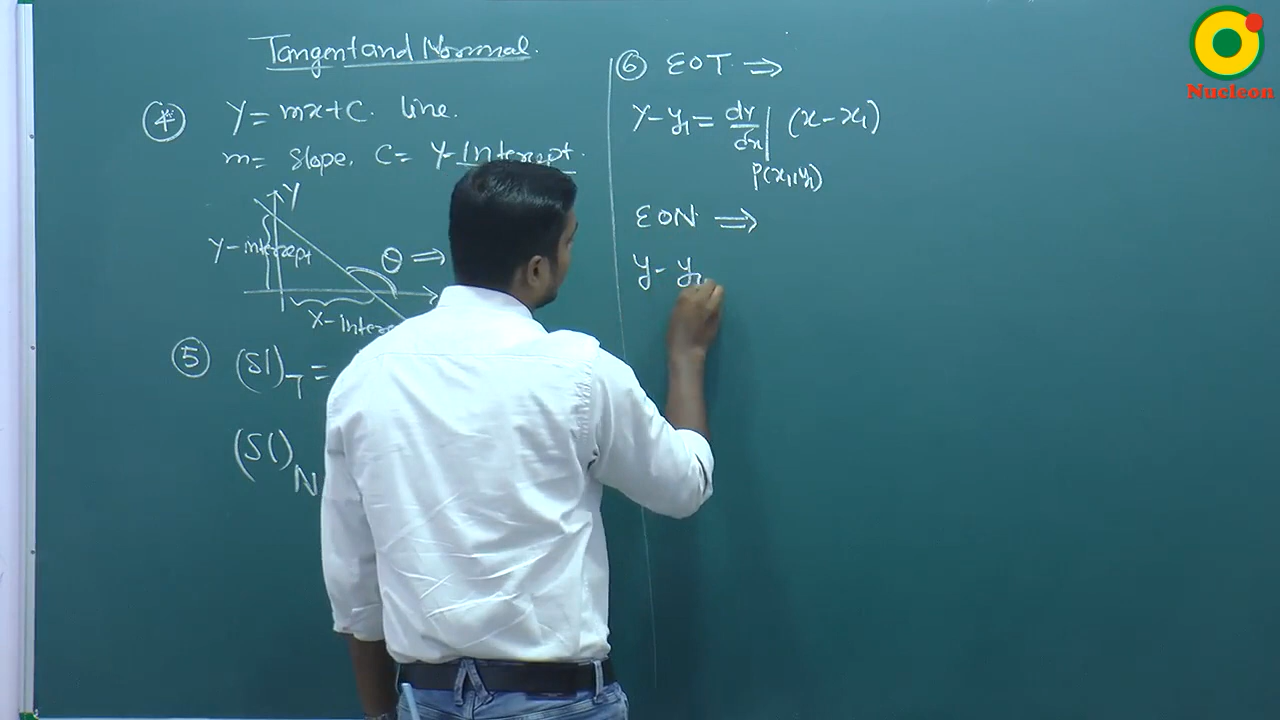 Tangent and Normal.
④ Y = mx + C. line.
m = slope. C = Y-Intercept.
Y
Y-intercept
θ ⇒
X-inter
⑤ (Sl)T =
(Sl)N
⑥ EOT ⇒
Y - y₁ = dy/dx | (x - x₁)
P(x₁, y₁)
EON ⇒
y - y₁
Nucleon